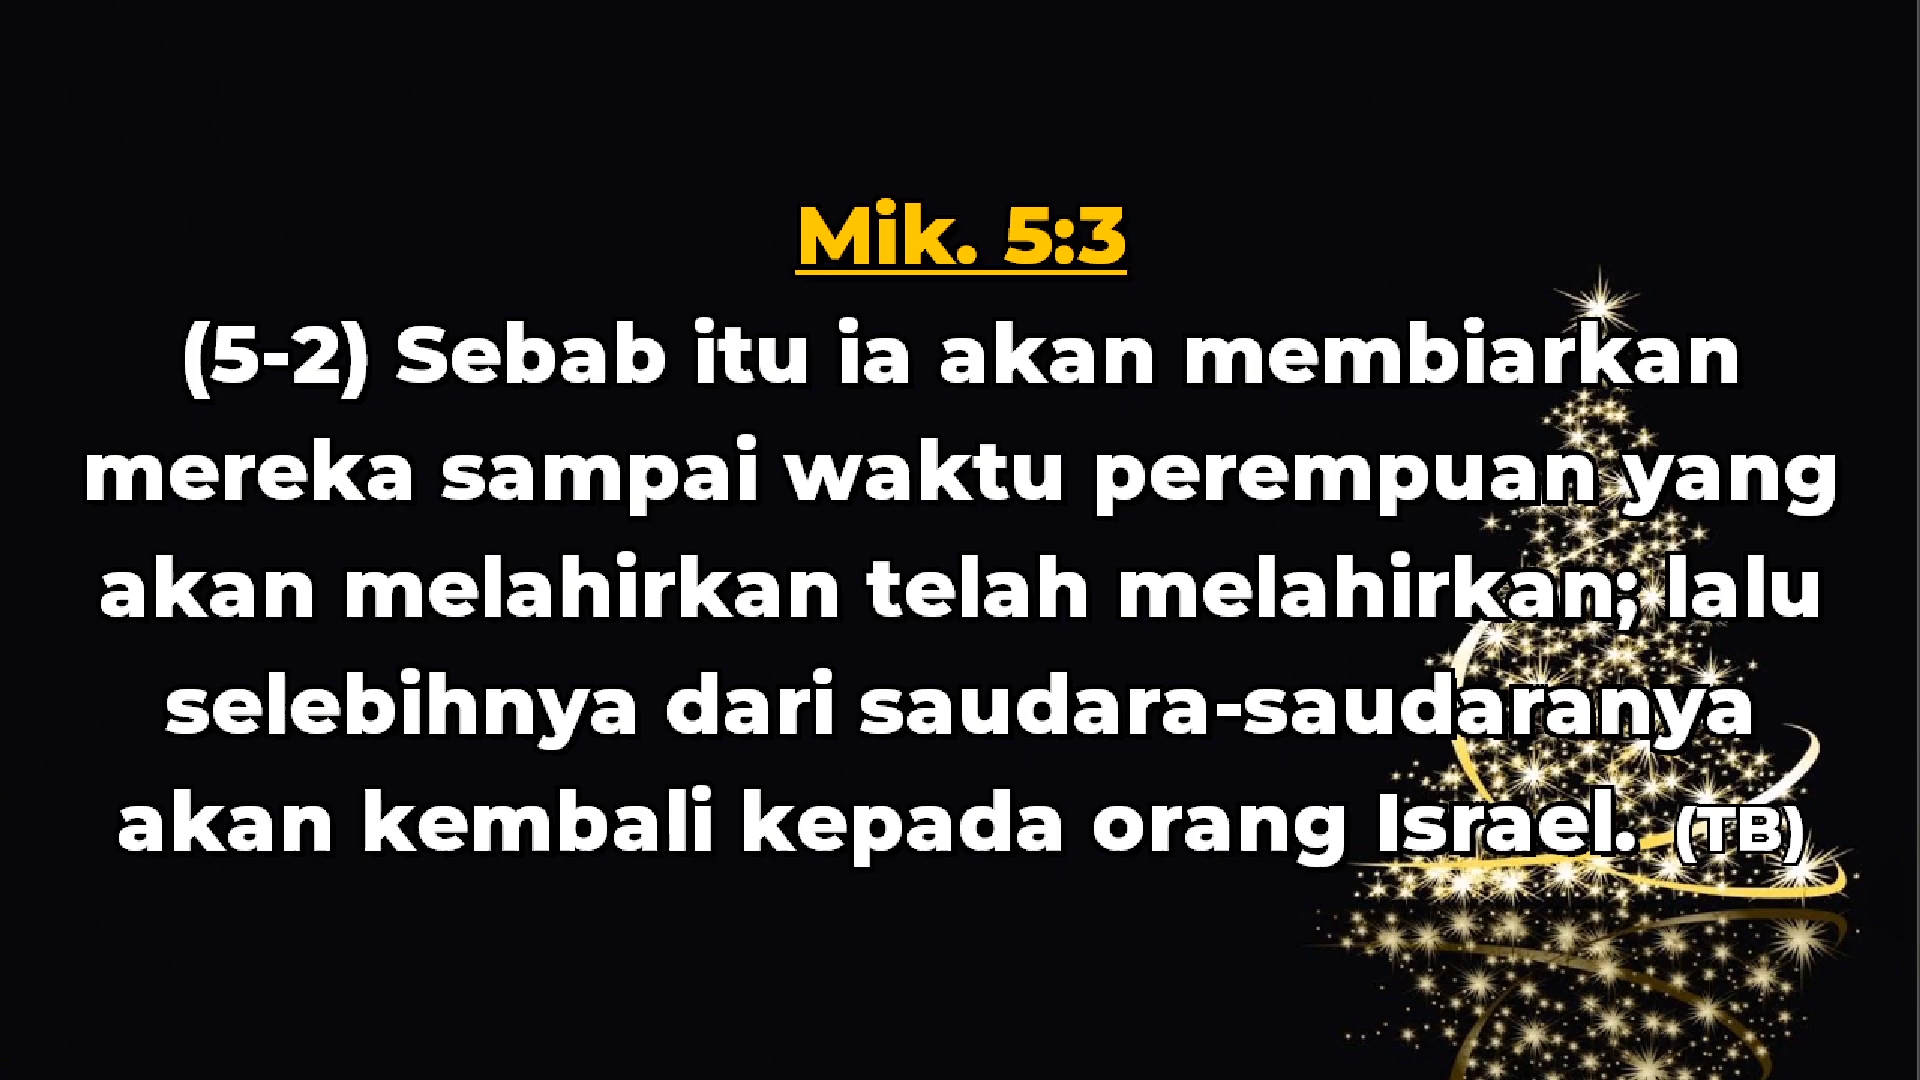 Mik. 5:3
(5-2) Sebab itu ia akan membiarkan
mereka sampai waktu perempuan yang
akan melahirkan telah melahirkan; lalu
selebihnya dari saudara-saudaranya
akan kembali kepada orang Israel. (TB)